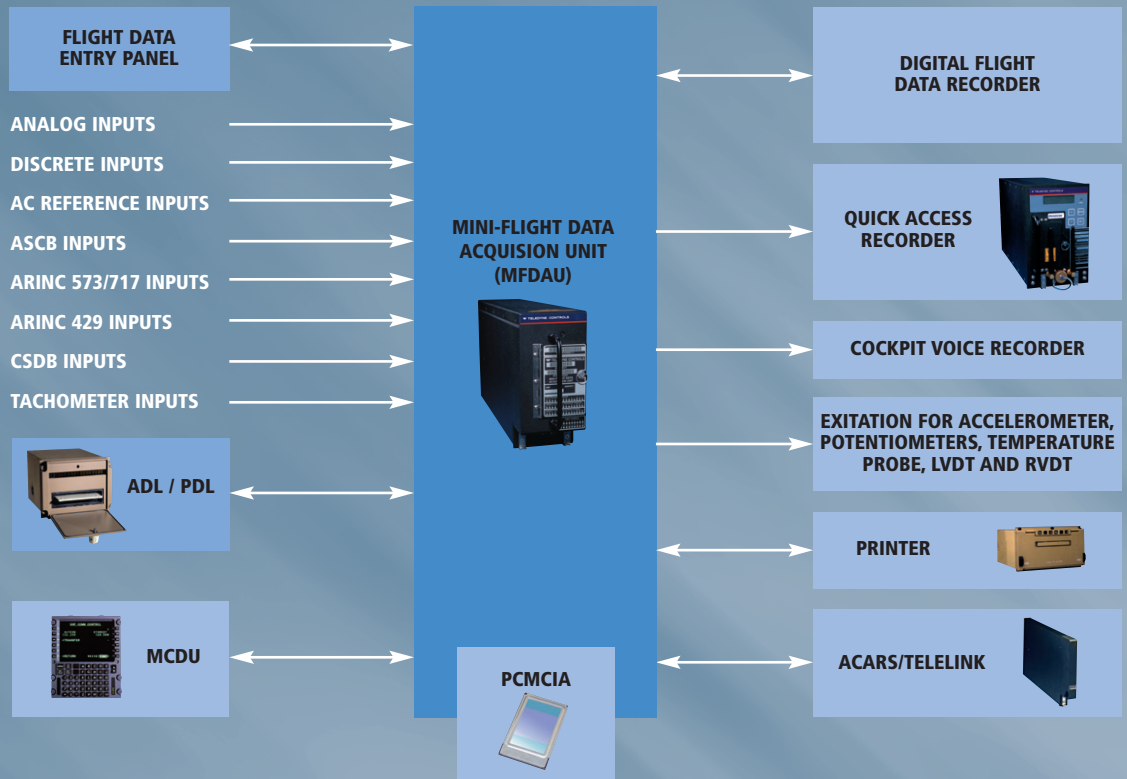 FLIGHT DATA
ENTRY PANEL
ANALOG INPUTS
DISCRETE INPUTS
AC REFERENCE INPUTS
ASCB INPUTS
ARINC 573/717 INPUTS
ARINC 429 INPUTS
CSDB INPUTS
TACHOMETER INPUTS
ADL / PDL
MCDU
MINI-FLIGHT DATA
ACQUISION UNIT
(MFDAU)
TELEDYNE CONTROLS
PCMCIA
DIGITAL FLIGHT
DATA RECORDER
QUICK ACCESS
RECORDER
COCKPIT VOICE RECORDER
EXITATION FOR ACCELEROMETER,
POTENTIOMETERS, TEMPERATURE
PROBE, LVDT AND RVDT
PRINTER
ACARS/TELELINK